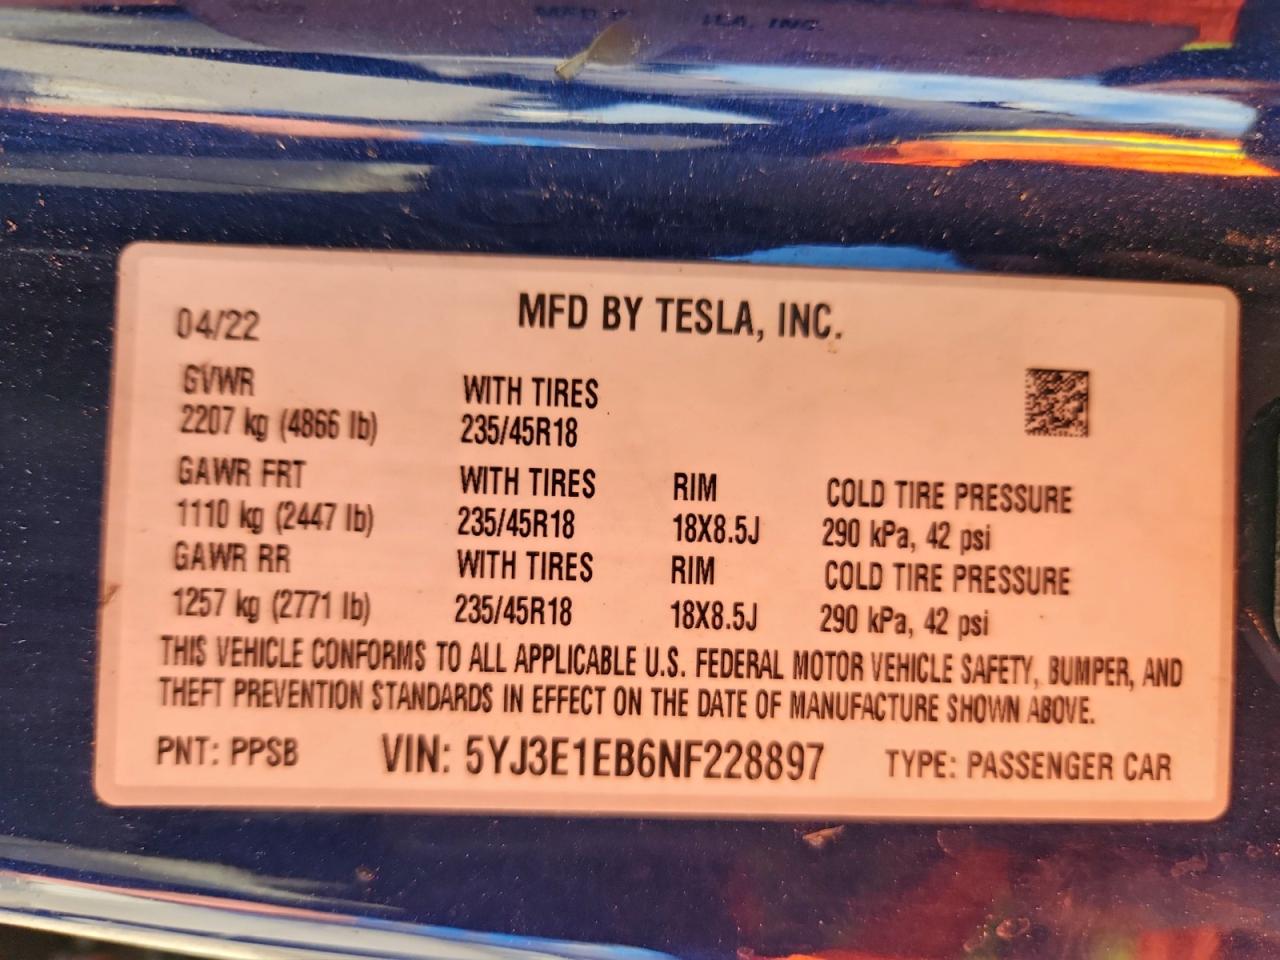 MFD BY TESLA, INC.
04/22
GVWR WITH TIRES
2207 kg (4866 lb) 235/45R18
GAWR FRT WITH TIRES RIM COLD TIRE PRESSURE
1110 kg (2447 lb) 235/45R18 18X8.5J 290 kPa, 42 psi
GAWR RR WITH TIRES RIM COLD TIRE PRESSURE
1257 kg (2771 lb) 235/45R18 18X8.5J 290 kPa, 42 psi
THIS VEHICLE CONFORMS TO ALL APPLICABLE U.S. FEDERAL MOTOR VEHICLE SAFETY, BUMPER, AND
THEFT PREVENTION STANDARDS IN EFFECT ON THE DATE OF MANUFACTURE SHOWN ABOVE.
PNT: PPSB VIN: 5YJ3E1EB6NF228897 TYPE: PASSENGER CAR